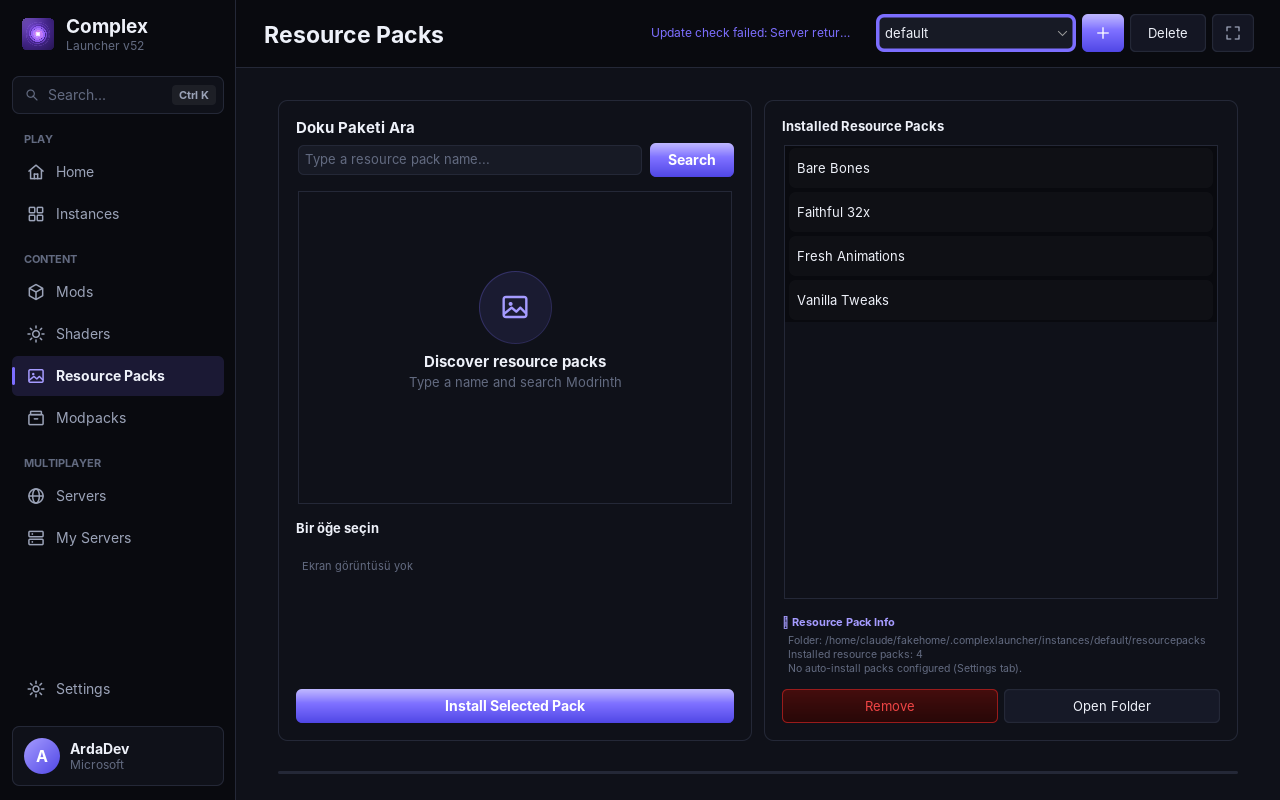 Complex
Launcher v52
Search...
Ctrl K
PLAY
Home
Instances
CONTENT
Mods
Shaders
Resource Packs
Modpacks
MULTIPLAYER
Servers
My Servers
Settings
A
ArdaDev
Microsoft
Resource Packs
Update check failed: Server retur...
default
Delete
Doku Paketi Ara
Type a resource pack name...
Search
Discover resource packs
Type a name and search Modrinth
Bir öğe seçin
Ekran görüntüsü yok
Install Selected Pack
Installed Resource Packs
Bare Bones
Faithful 32x
Fresh Animations
Vanilla Tweaks
Resource Pack Info
Folder: /home/claude/fakehome/.complexlauncher/instances/default/resourcepacks
Installed resource packs: 4
No auto-install packs configured (Settings tab).
Remove
Open Folder